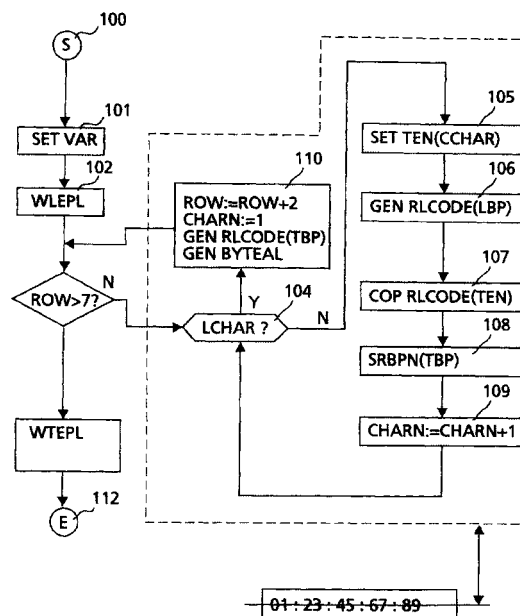 100
S
101
SET VAR
102
WLEPL
110
ROW:=ROW+2
CHARN:=1
GEN RLCODE(TBP)
GEN BYTEAL
ROW>7?
N
Y
104
LCHAR ?
N
105
SET TEN(CCHAR)
106
GEN RLCODE(LBP)
107
COP RLCODE(TEN)
108
SRBPN(TBP)
109
CHARN:=CHARN+1
WTEPL
E
112
01 : 23 : 45 : 67 : 89